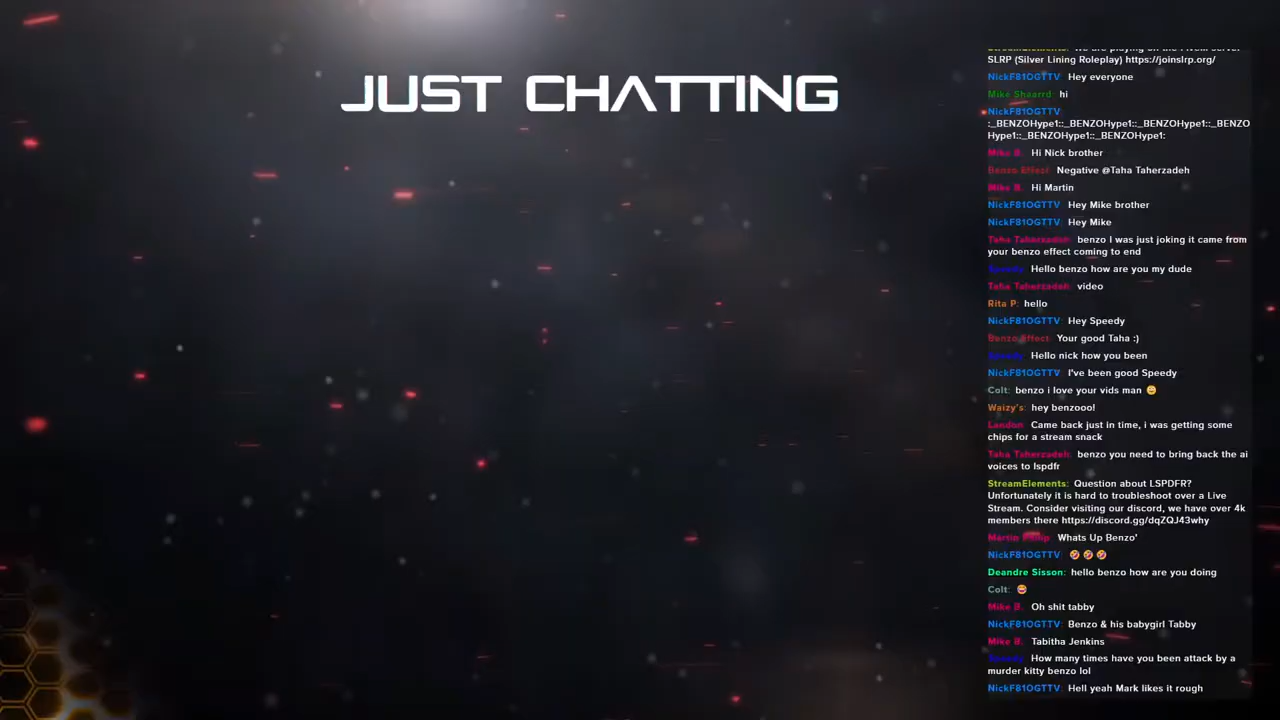 JUST CHATTING
SLRP (Silver Lining Roleplay) https://joinslrp.org/
NickF81OGTTV: Hey everyone
Mike Shaarrd: hi
NickF81OGTTV:
:_BENZOHype1::_BENZOHype1::_BENZOHype1::_BENZO
Hype1::_BENZOHype1::_BENZOHype1:
Mike B. Hi Nick brother
Benzo Effect: Negative @Taha Taherzadeh
Mike B. Hi Martin
NickF81OGTTV: Hey Mike brother
NickF81OGTTV: Hey Mike
Taha Taherzadeh: benzo I was just joking it came from
your benzo effect coming to end
Speedy: Hello benzo how are you my dude
Taha Taherzadeh: video
Rita P: hello
NickF81OGTTV: Hey Speedy
Benzo Effect: Your good Taha :)
Speedy: Hello nick how you been
NickF81OGTTV: I've been good Speedy
Colt: benzo i love your vids man 😀
Waizy's: hey benzooo!
Landon: Came back just in time, i was getting some
chips for a stream snack
Taha Taherzadeh: benzo you need to bring back the ai
voices to lspdfr
StreamElements: Question about LSPDFR?
Unfortunately it is hard to troubleshoot over a Live
Stream. Consider visiting our discord, we have over 4k
members there https://discord.gg/dqZQJ43why
Martin Whats Up Benzo'
NickF81OGTTV: 🤣 🤣 🤣
Deandre Sisson: hello benzo how are you doing
Colt: 😂
Mike B. Oh shit tabby
NickF81OGTTV: Benzo & his babygirl Tabby
Mike B. Tabitha Jenkins
Speedy: How many times have you been attack by a
murder kitty benzo lol
NickF81OGTTV: Hell yeah Mark likes it rough